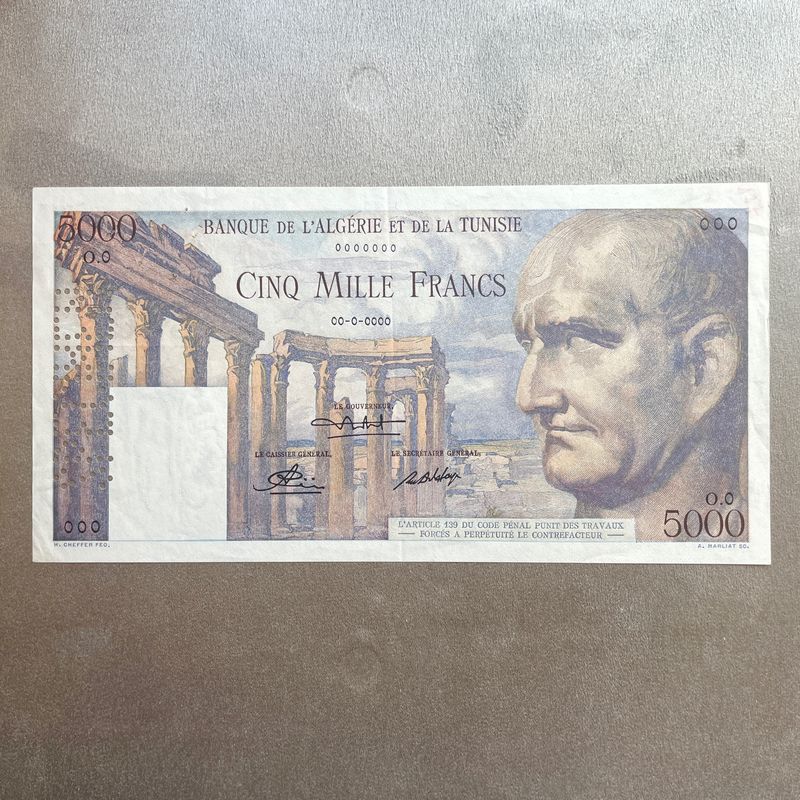 5000
BANQUE DE L'ALGÉRIE ET DE LA TUNISIE
000
O.0
0000000
CINQ MILLE FRANCS
00-0-0000
LE GOUVERNEUR,
LE CAISSIER GÉNÉRAL,
LE SECRÉTAIRE GÉNÉRAL,
O.0
000
L'ARTICLE 139 DU CODE PÉNAL PUNIT DES TRAVAUX
FORCÉS A PERPÉTUITÉ LE CONTREFACTEUR
5000
H. CHEFFER FEC.
A. MARLIAT SC.